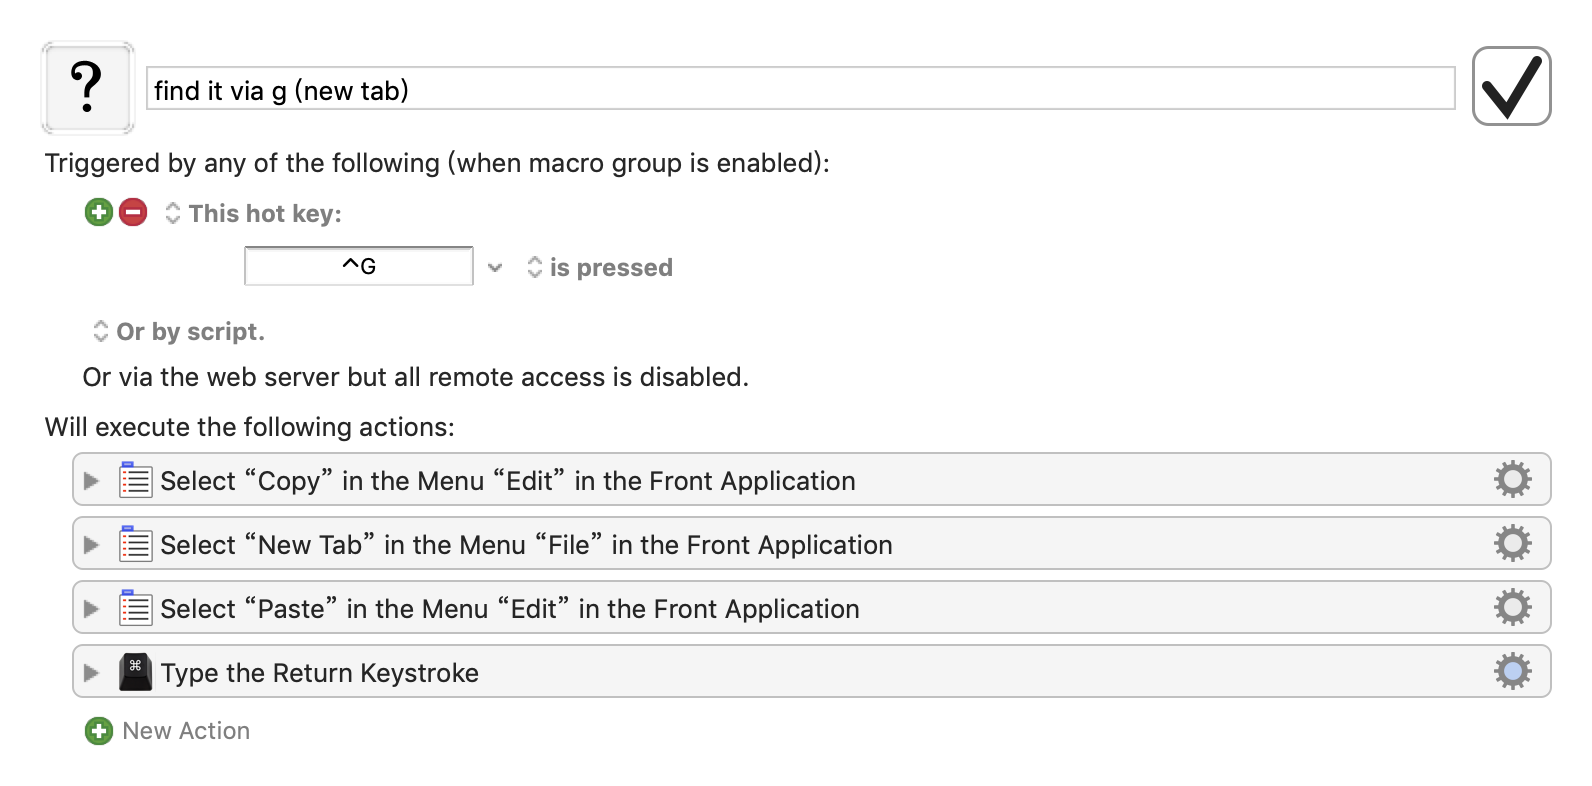 ?
find it via g (new tab)
Triggered by any of the following (when macro group is enabled):
This hot key:
^G
is pressed
Or by script.
Or via the web server but all remote access is disabled.
Will execute the following actions:
Select “Copy” in the Menu “Edit” in the Front Application
Select “New Tab” in the Menu “File” in the Front Application
Select “Paste” in the Menu “Edit” in the Front Application
⌘
Type the Return Keystroke
New Action